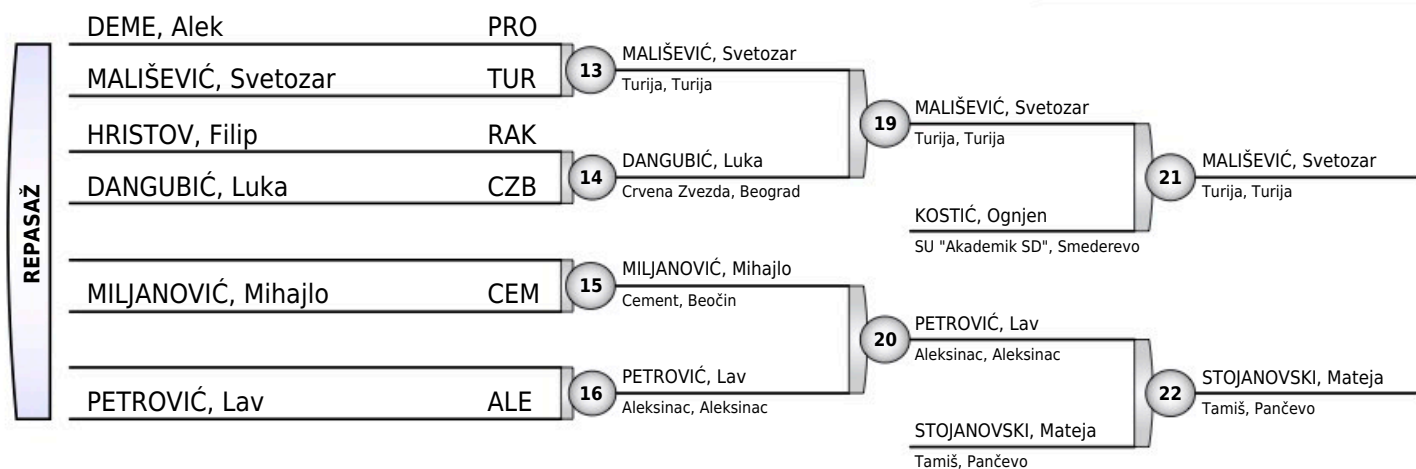 REPASAŽ
DEME, Alek PRO
MALIŠEVIĆ, Svetozar TUR
HRISTOV, Filip RAK
DANGUBIĆ, Luka CZB
MILJANOVIĆ, Mihajlo CEM
PETROVIĆ, Lav ALE
13
MALIŠEVIĆ, Svetozar
Turija, Turija
14
DANGUBIĆ, Luka
Crvena Zvezda, Beograd
15
MILJANOVIĆ, Mihajlo
Cement, Beočin
16
PETROVIĆ, Lav
Aleksinac, Aleksinac
19
MALIŠEVIĆ, Svetozar
Turija, Turija
KOSTIĆ, Ognjen
SU "Akademik SD", Smederevo
20
PETROVIĆ, Lav
Aleksinac, Aleksinac
STOJANOVSKI, Mateja
Tamiš, Pančevo
21
MALIŠEVIĆ, Svetozar
Turija, Turija
22
STOJANOVSKI, Mateja
Tamiš, Pančevo